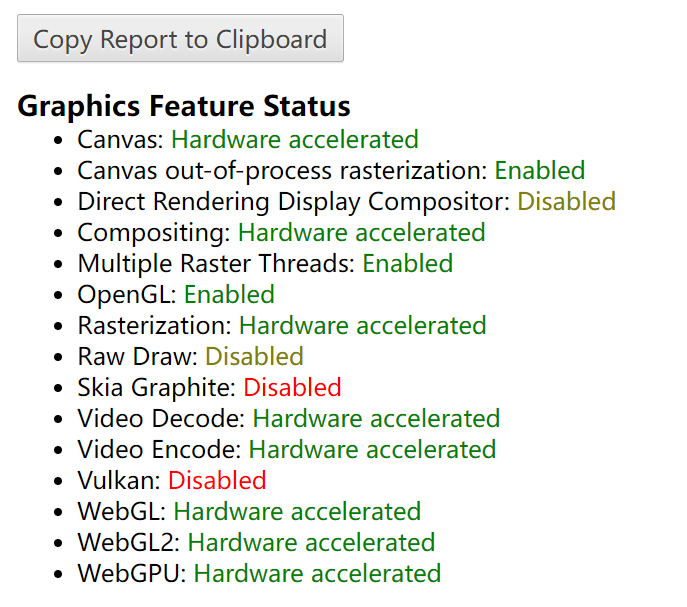 Copy Report to Clipboard
Graphics Feature Status
Canvas: Hardware accelerated
Canvas out-of-process rasterization: Enabled
Direct Rendering Display Compositor: Disabled
Compositing: Hardware accelerated
Multiple Raster Threads: Enabled
OpenGL: Enabled
Rasterization: Hardware accelerated
Raw Draw: Disabled
Skia Graphite: Disabled
Video Decode: Hardware accelerated
Video Encode: Hardware accelerated
Vulkan: Disabled
WebGL: Hardware accelerated
WebGL2: Hardware accelerated
WebGPU: Hardware accelerated